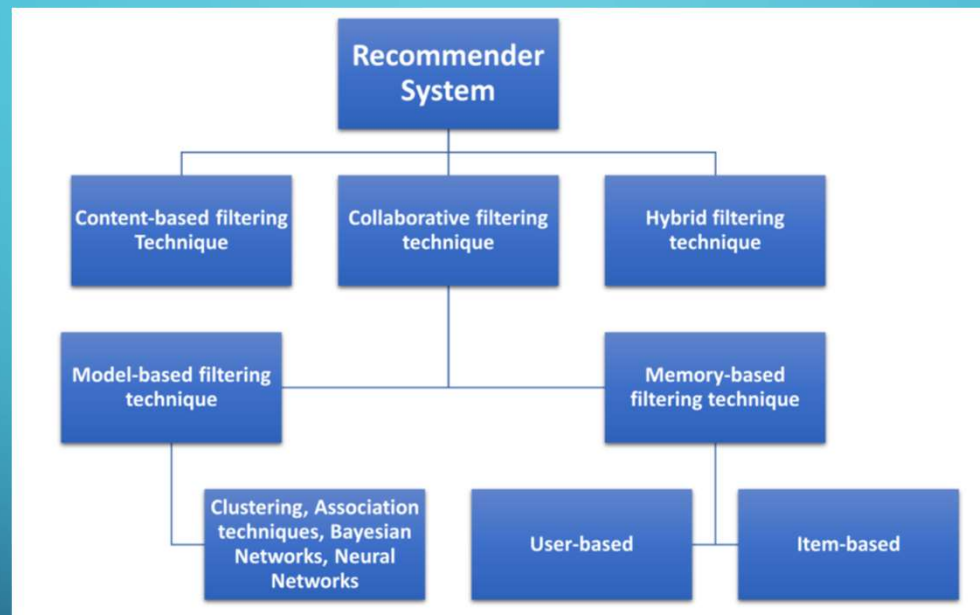 Recommender
System
Content-based filtering
Technique
Collaborative filtering
technique
Hybrid filtering
technique
Model-based filtering
technique
Memory-based
filtering technique
Clustering, Association
techniques, Bayesian
Networks, Neural
Networks
User-based
Item-based